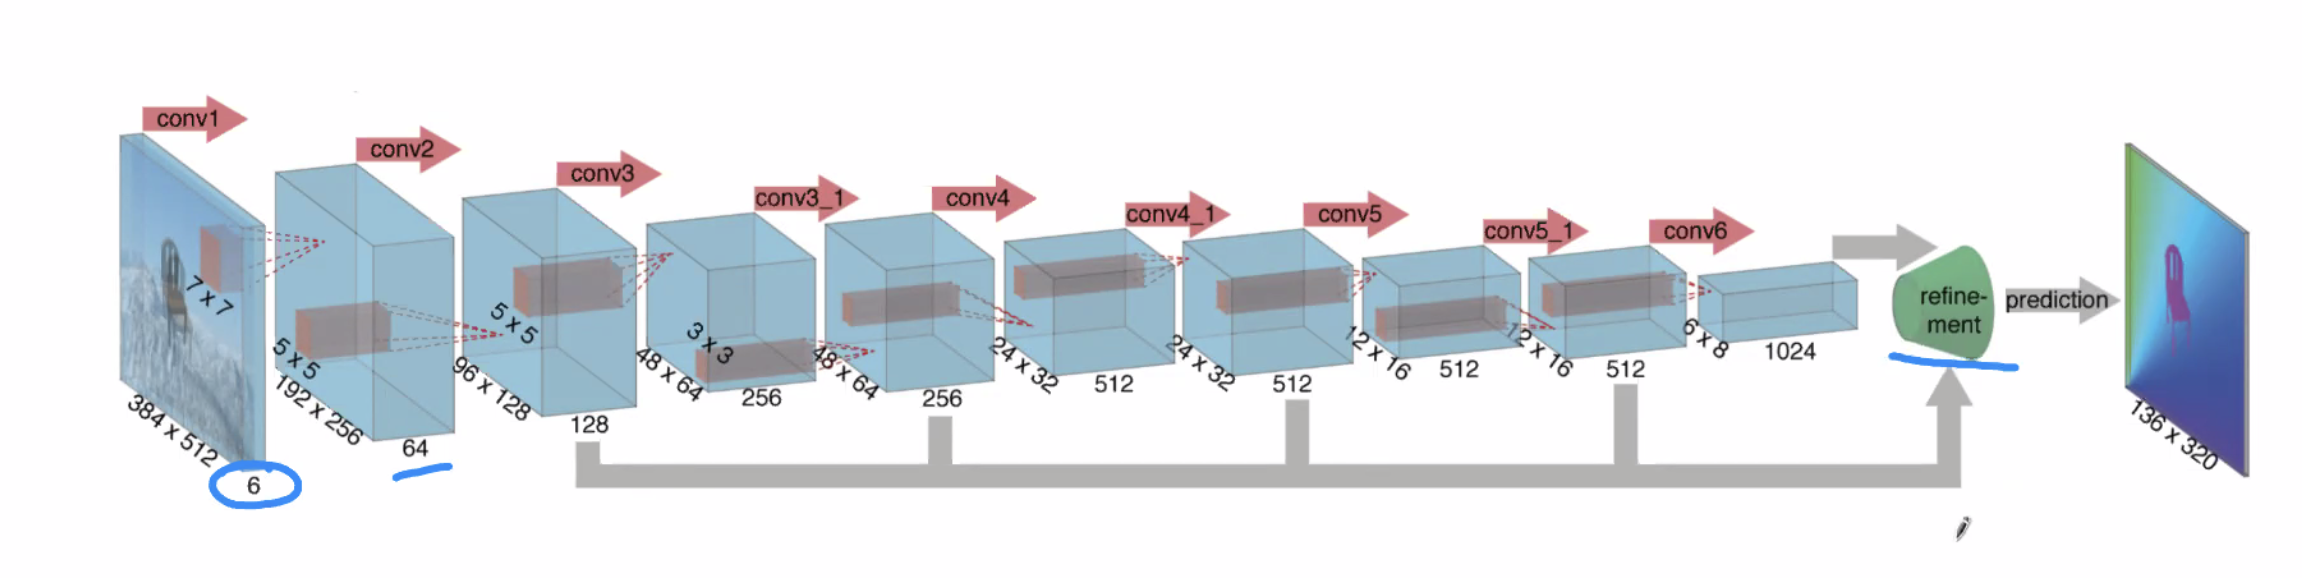 conv1
conv2
conv3
conv3_1
conv4
conv4_1
conv5
conv5_1
conv6
7 x 7
384 x 512
6
5 x 5
192 x 256
64
5 x 5
96 x 128
128
3 x 3
48 x 64
256
48 x 64
256
24 x 32
512
24 x 32
512
12 x 16
512
12 x 16
512
6 x 8
1024
refine-
ment
prediction
136 x 320